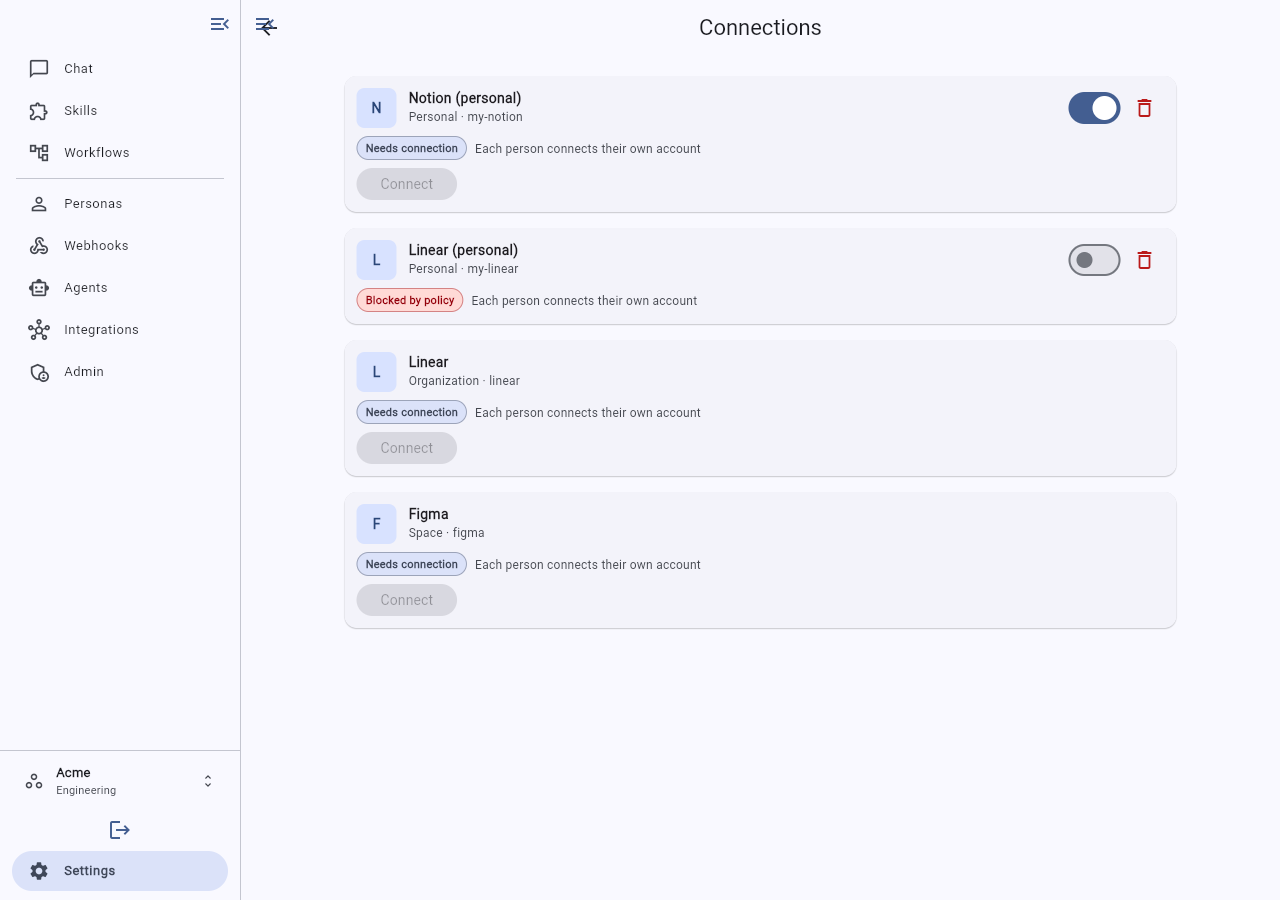 Connections
Chat
Skills
Workflows
Personas
Webhooks
Agents
Integrations
Admin
Acme
Engineering
Settings
N
Notion (personal)
Personal · my-notion
Needs connection Each person connects their own account
Connect
L
Linear (personal)
Personal · my-linear
Blocked by policy Each person connects their own account
L
Linear
Organization · linear
Needs connection Each person connects their own account
Connect
F
Figma
Space · figma
Needs connection Each person connects their own account
Connect